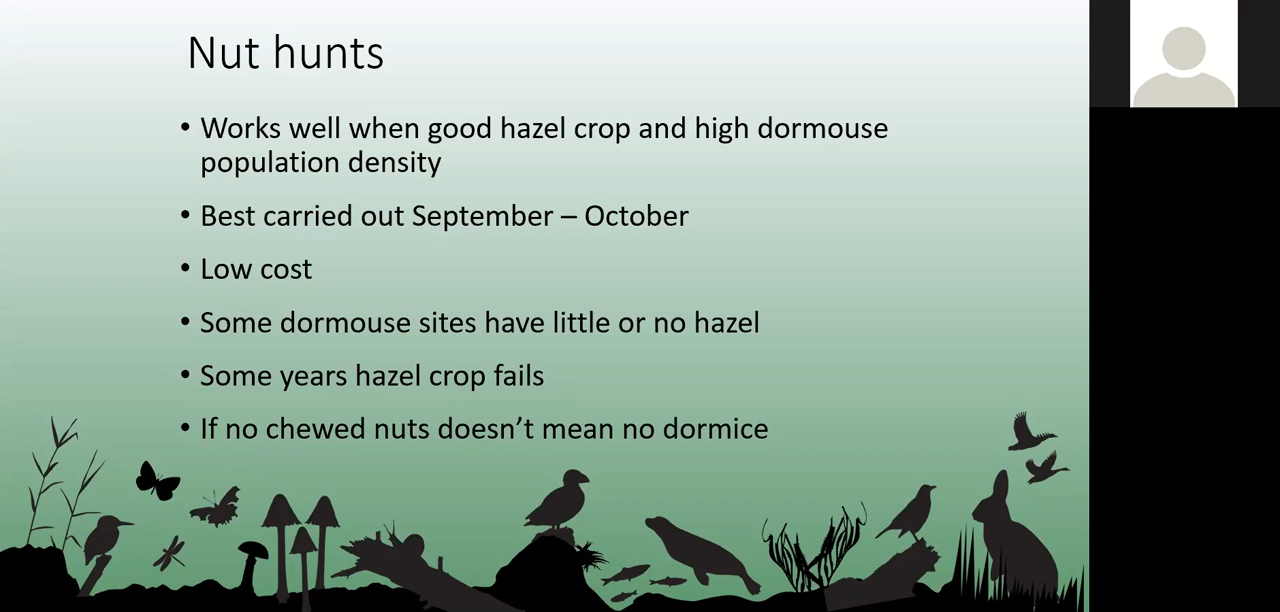 Nut hunts
• Works well when good hazel crop and high dormouse
population density
• Best carried out September – October
• Low cost
• Some dormouse sites have little or no hazel
• Some years hazel crop fails
• If no chewed nuts doesn’t mean no dormice